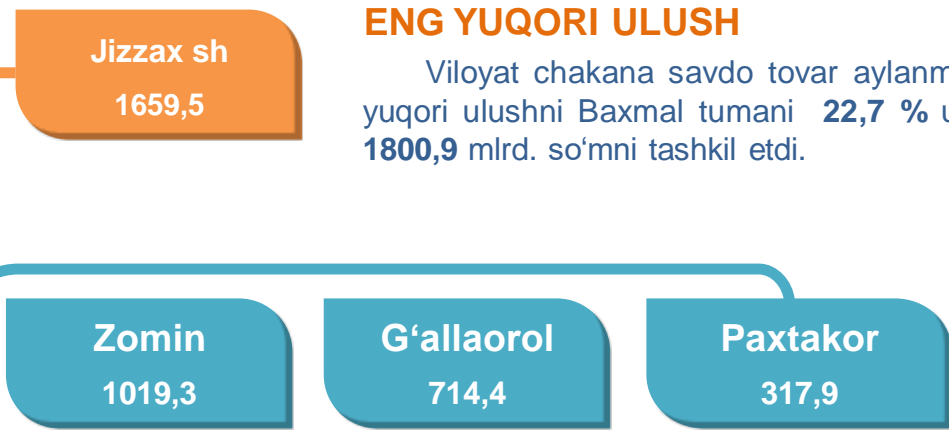 Jizzax sh
1659,5
ENG YUQORI ULUSH
Viloyat chakana savdo tovar
yuqori ulushni Baxmal tumani 22,7 %
1800,9 mlrd. so‘mni tashkil etdi.
Zomin
1019,3
G‘allaorol
714,4
Paxtakor
317,9